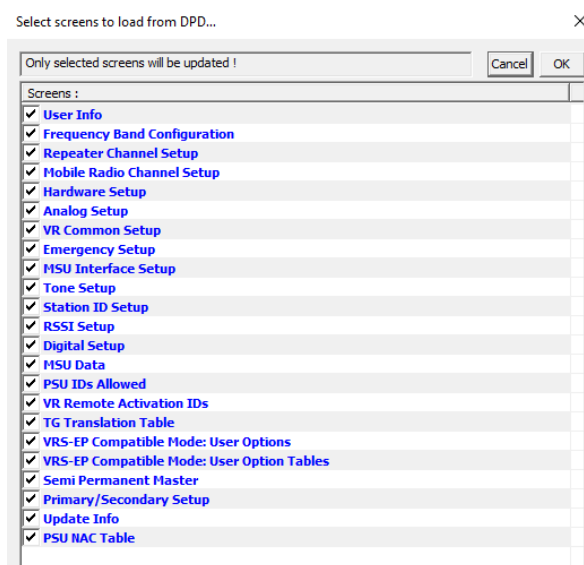 Select screens to load from DPD...
Only selected screens will be updated !
Cancel
OK
Screens :
User Info
Frequency Band Configuration
Repeater Channel Setup
Mobile Radio Channel Setup
Hardware Setup
Analog Setup
VR Common Setup
Emergency Setup
MSU Interface Setup
Tone Setup
Station ID Setup
RSSI Setup
Digital Setup
MSU Data
PSU IDs Allowed
VR Remote Activation IDs
TG Translation Table
VRS-EP Compatible Mode: User Options
VRS-EP Compatible Mode: User Option Tables
Semi Permanent Master
Primary/Secondary Setup
Update Info
PSU NAC Table